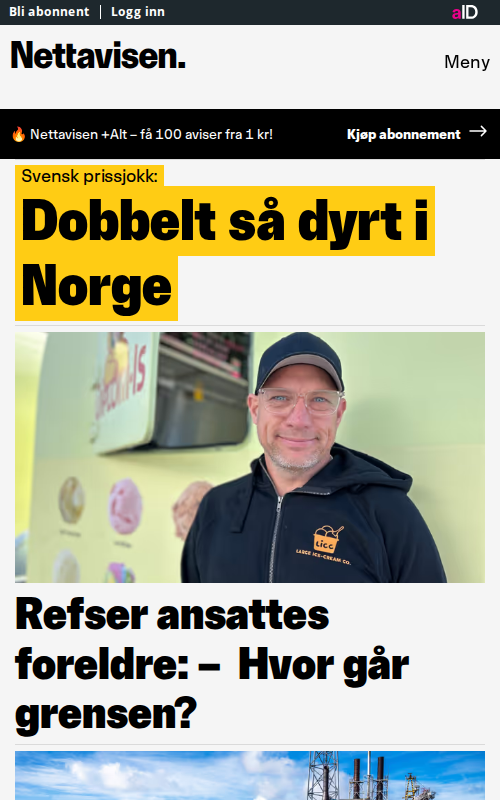 Bli abonnent | Logg inn
aID
Nettavisen.
Meny
🔥 Nettavisen +Alt – få 100 aviser fra 1 kr!
Kjøp abonnement →
Svensk prissjokk:
Dobbelt så dyrt i
Norge
LICC
LARGE ICE-CREAM CO.
Refser ansattes
foreldre: – Hvor går
grensen?